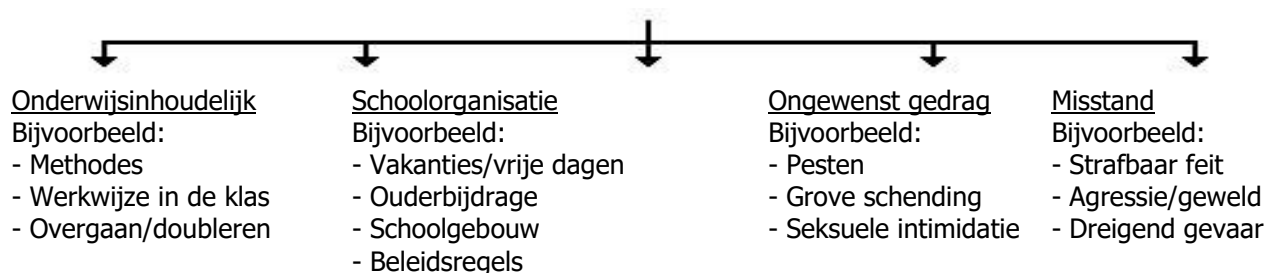 Onderwijsinhoudelijk
Bijvoorbeeld:
- Methodes
- Werkwijze in de klas
- Overgaan/doubleren
Schoolorganisatie
Bijvoorbeeld:
- Vakanties/vrije dagen
- Ouderbijdrage
- Schoolgebouw
- Beleidsregels
Ongewenst gedrag
Bijvoorbeeld:
- Pesten
- Grove schending
- Seksuele intimidatie
Misstand
Bijvoorbeeld:
- Strafbaar feit
- Agressie/geweld
- Dreigend gevaar